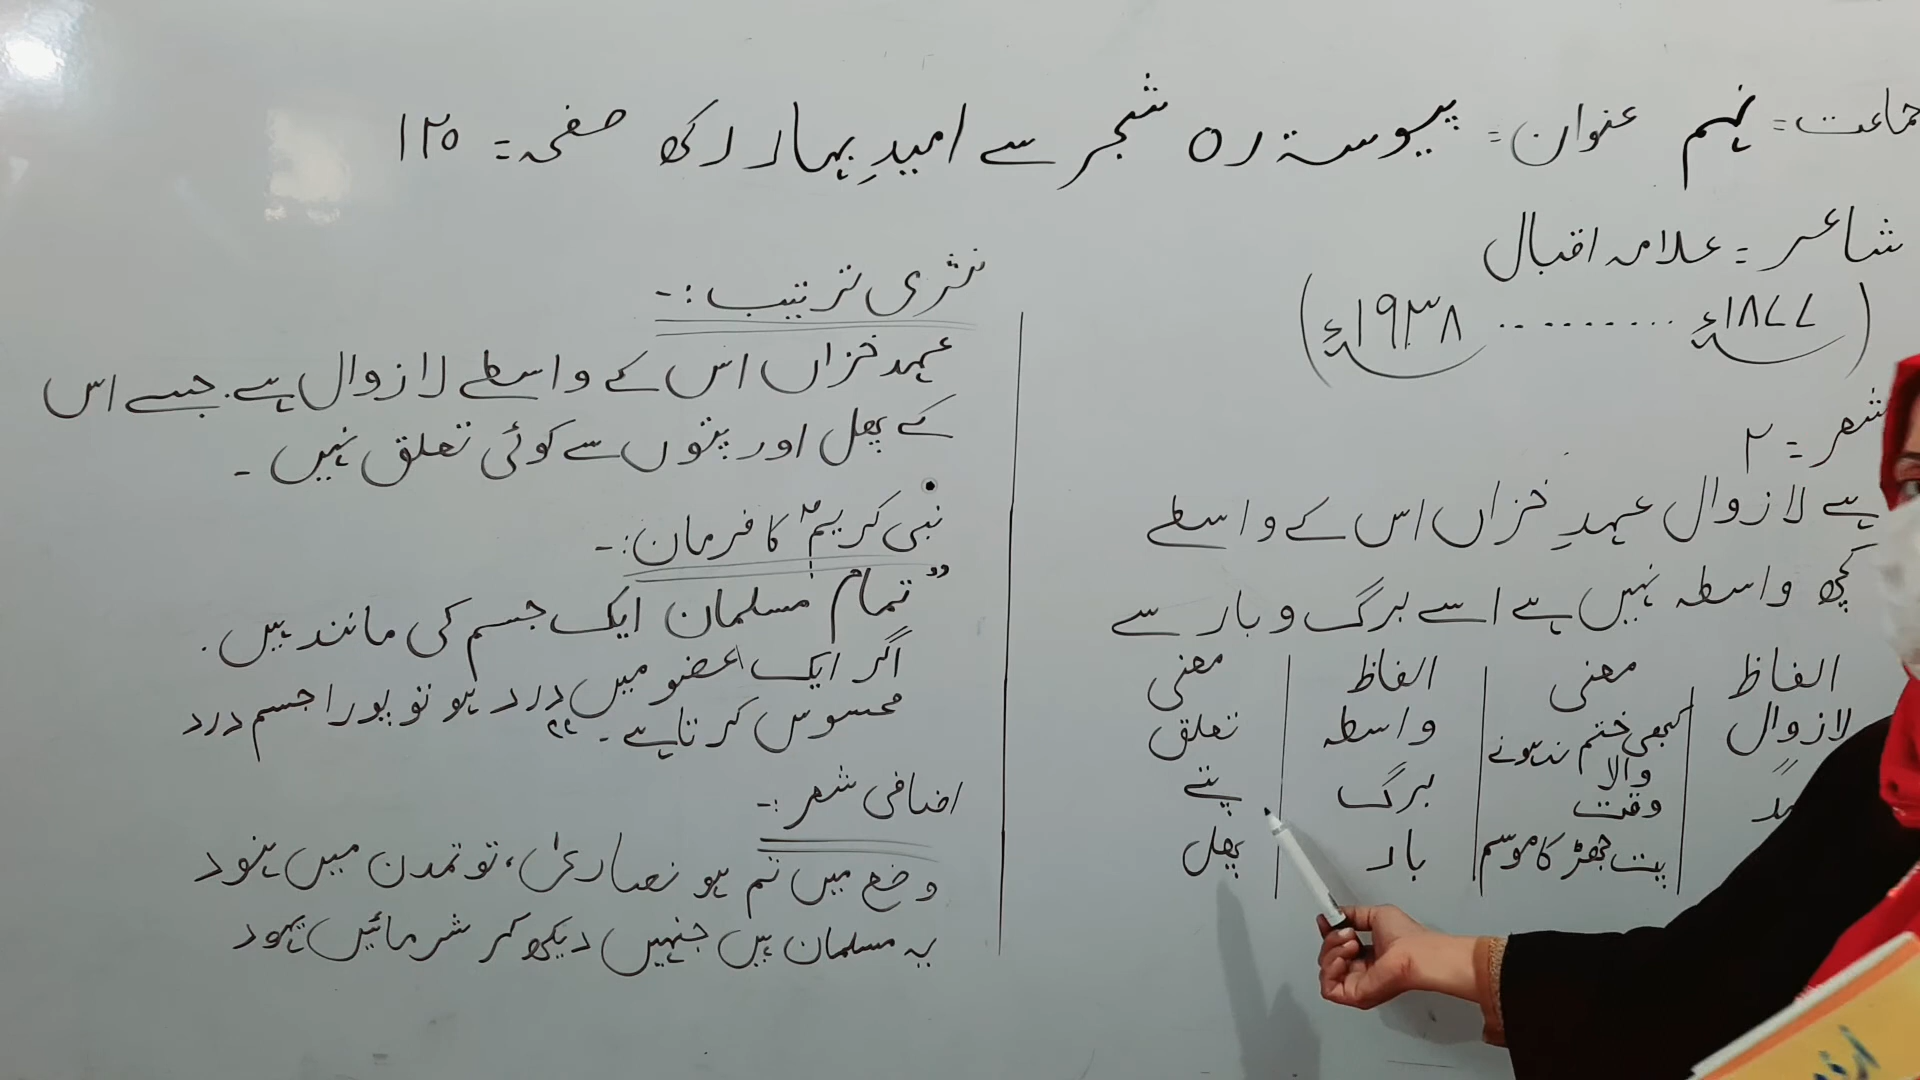 جماعت = نہم عنوان = پیوستہ رہ شجر سے امیدِ بہار رکھ صفحہ = ۱۲۵
شاعر = علامہ اقبال
(۱۸۷۷ء .......... ۱۹۳۸ء)
شعر = ۲
ہے لازوال عہدِ خزاں اس کے واسطے
کچھ واسطہ نہیں ہے اسے برگ و بار سے
الفاظ معنی الفاظ معنی
لازوال کبھی ختم نہ ہونے والا واسطہ تعلق
وقت برگ پتے
پت جھڑ کا موسم بار پھل
نثری ترتیب :-
عہد خزاں اس کے واسطے لازوال ہے۔ جسے اس
کے پھل اور پتوں سے کوئی تعلق نہیں -
نبی کریمؐ کا فرمان :-
"تمام مسلمان ایک جسم کی مانند ہیں۔
اگر ایک اعضو میں درد ہو تو پورا جسم درد
محسوس کرتا ہے۔"
اضافی شعر :-
وضع میں تم ہو نصاریٰ، تو تمدن میں ہنود
یہ مسلمان ہیں جنہیں دیکھ کر شرمائیں یہود